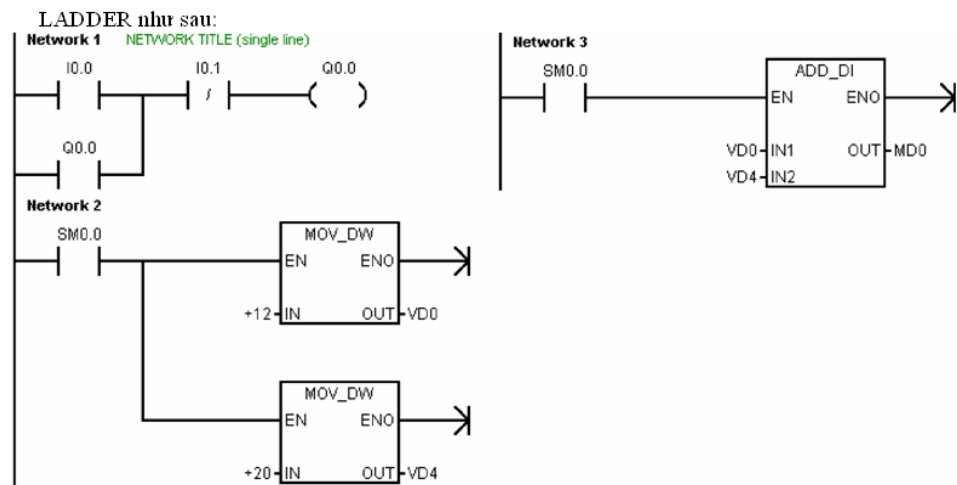 LADDER như sau:
Network 1 NETWORK TITLE (single line)
I0.0 I0.1 Q0.0
/
Q0.0
Network 2
SM0.0
MOV_DW
EN ENO
+12 IN OUT VD0
MOV_DW
EN ENO
+20 IN OUT VD4
Network 3
SM0.0
ADD_DI
EN ENO
VD0 IN1 OUT MD0
VD4 IN2